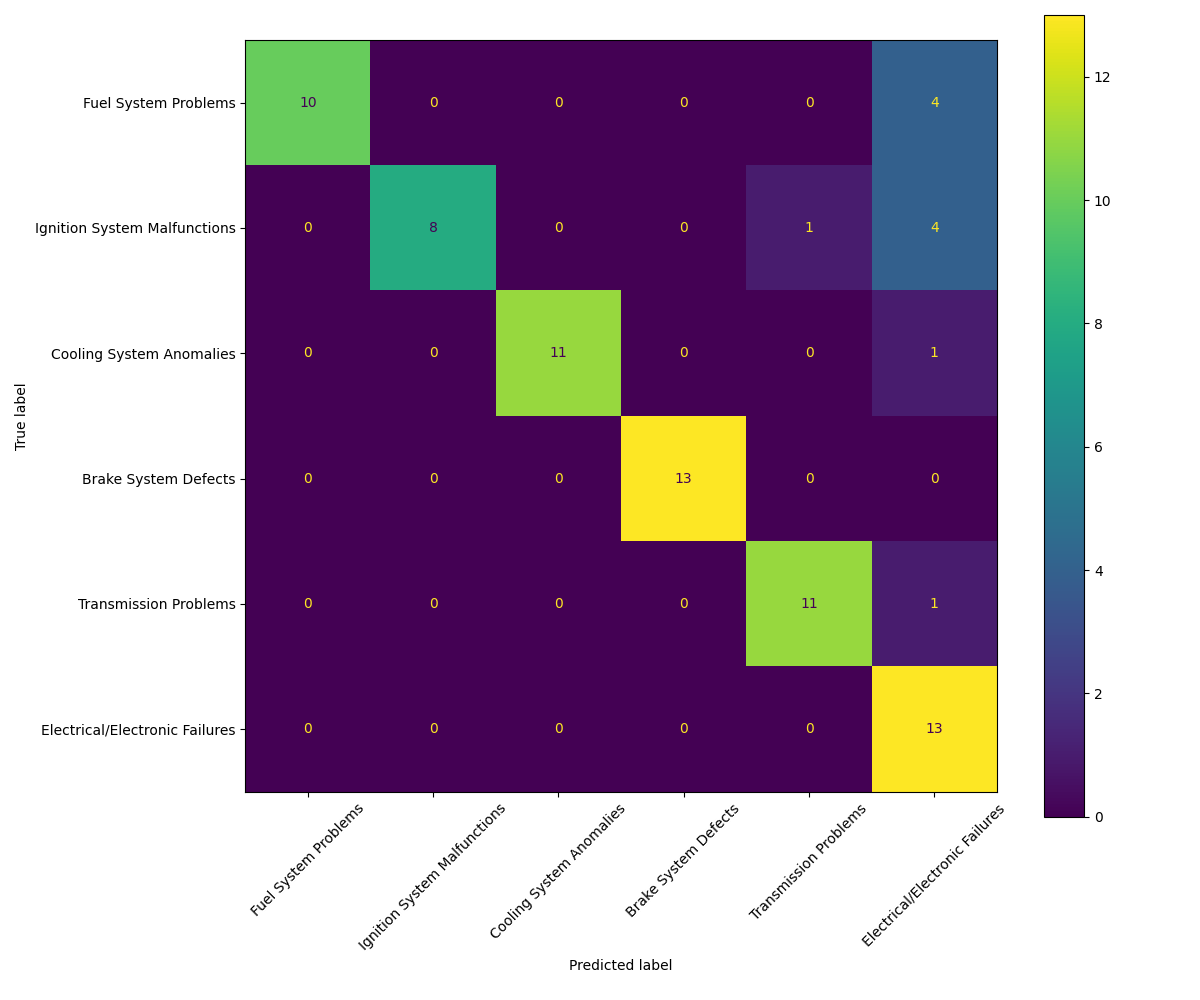 12
Fuel System Problems 10 0 0 0 0 4
10
Ignition System Malfunctions 0 8 0 0 1 4
8
Cooling System Anomalies 0 0 11 0 0 1
True label
6
Brake System Defects 0 0 0 13 0 0
4
Transmission Problems 0 0 0 0 11 1
2
Electrical/Electronic Failures 0 0 0 0 0 13
0
Fuel System Problems
Ignition System Malfunctions
Cooling System Anomalies
Brake System Defects
Transmission Problems
Electrical/Electronic Failures
Predicted label